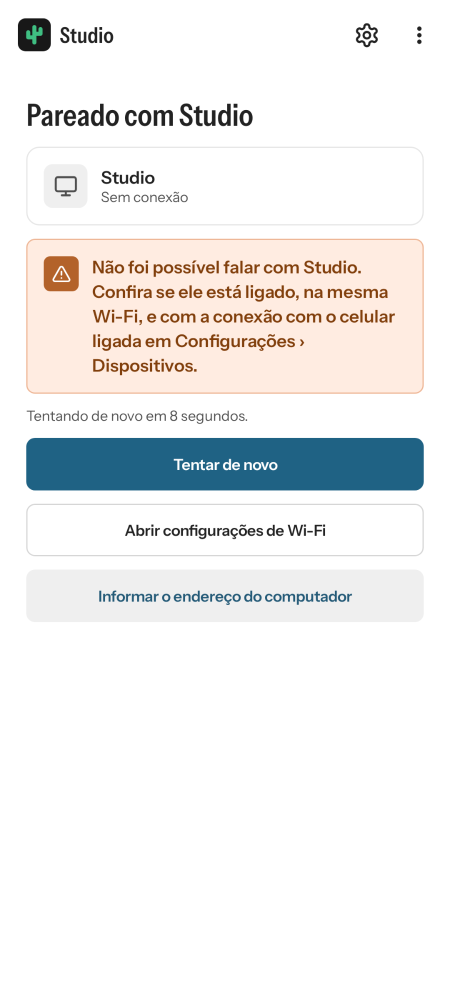 Studio
Pareado com Studio
Studio
Sem conexão
Não foi possível falar com Studio.
Confira se ele está ligado, na mesma
Wi-Fi, e com a conexão com o celular
ligada em Configurações ›
Dispositivos.
Tentando de novo em 8 segundos.
Tentar de novo
Abrir configurações de Wi-Fi
Informar o endereço do computador